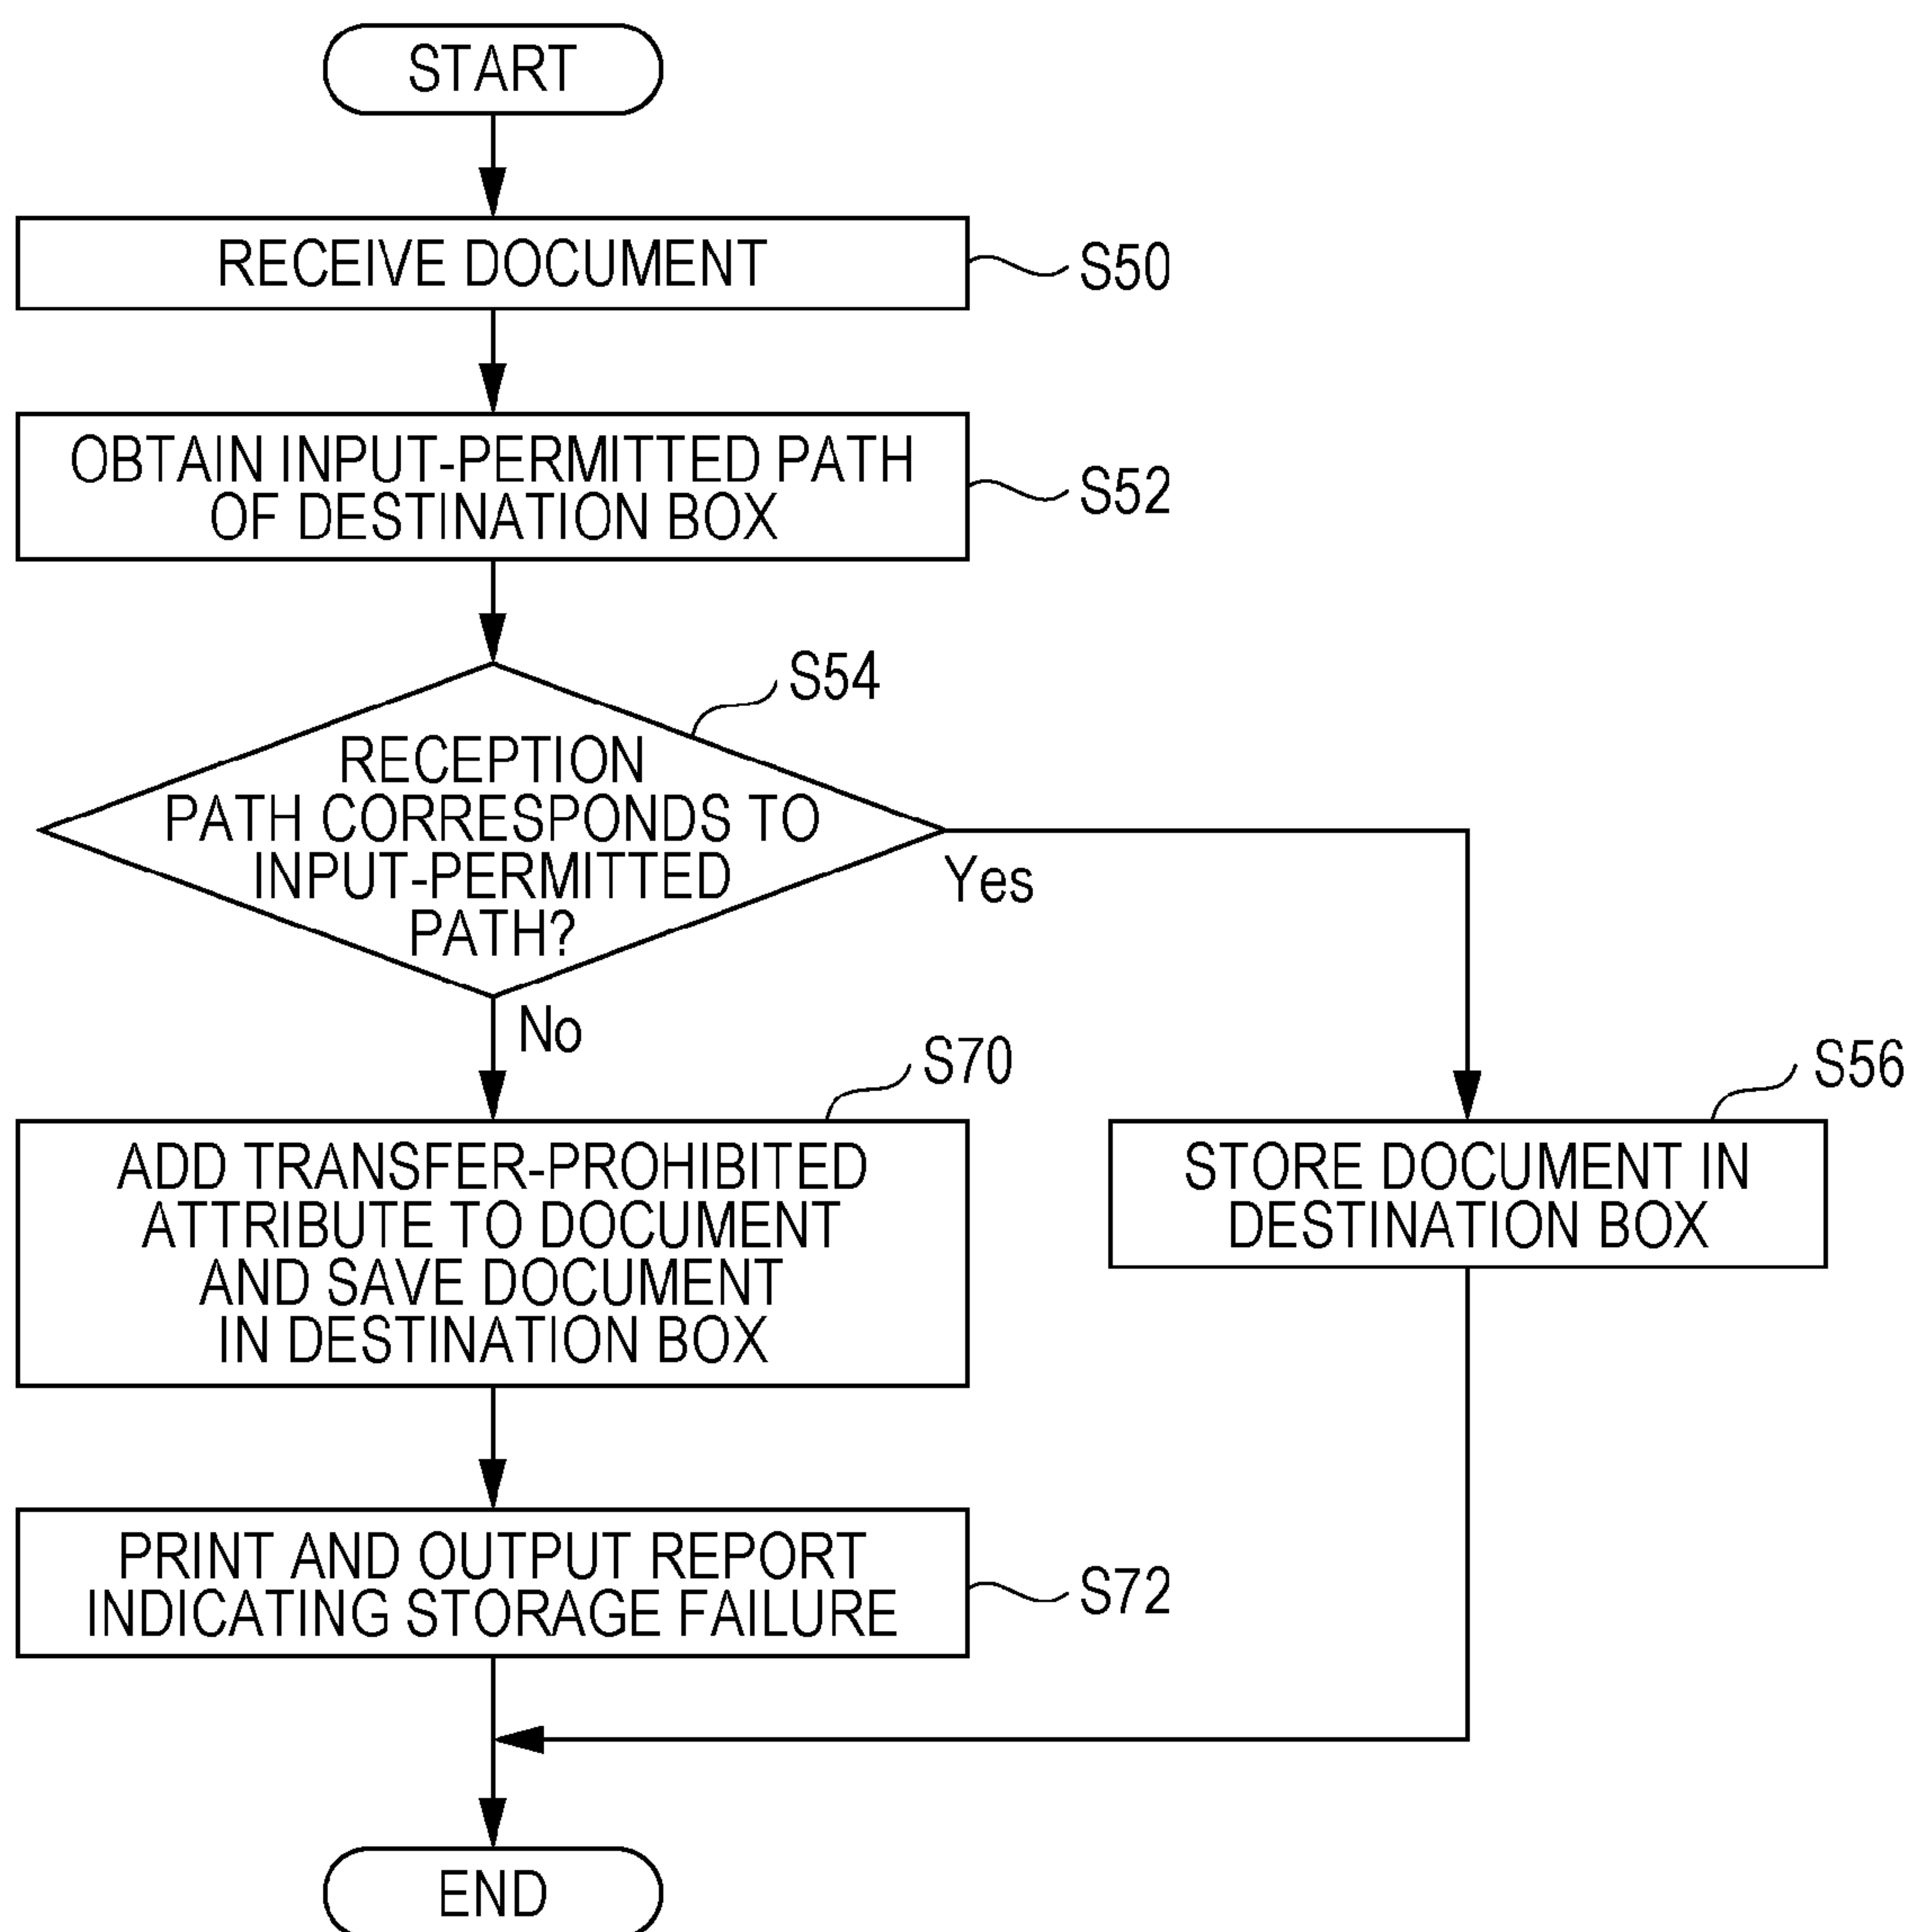 START
RECEIVE DOCUMENT
S50
OBTAIN INPUT-PERMITTED PATH
OF DESTINATION BOX
S52
S54
RECEPTION
PATH CORRESPONDS TO
INPUT-PERMITTED
PATH?
Yes
No
S70
ADD TRANSFER-PROHIBITED
ATTRIBUTE TO DOCUMENT
AND SAVE DOCUMENT
IN DESTINATION BOX
S56
STORE DOCUMENT IN
DESTINATION BOX
PRINT AND OUTPUT REPORT
INDICATING STORAGE FAILURE
S72
END